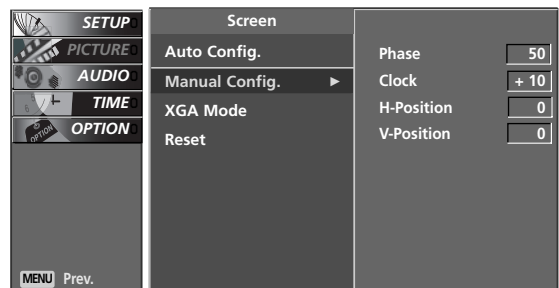 SETUP
PICTURE
AUDIO
TIME
OPTION
OPTION
MENU Prev.
Screen
Auto Config.
Manual Config. ►
XGA Mode
Reset
Phase 50
Clock + 10
H-Position 0
V-Position 0